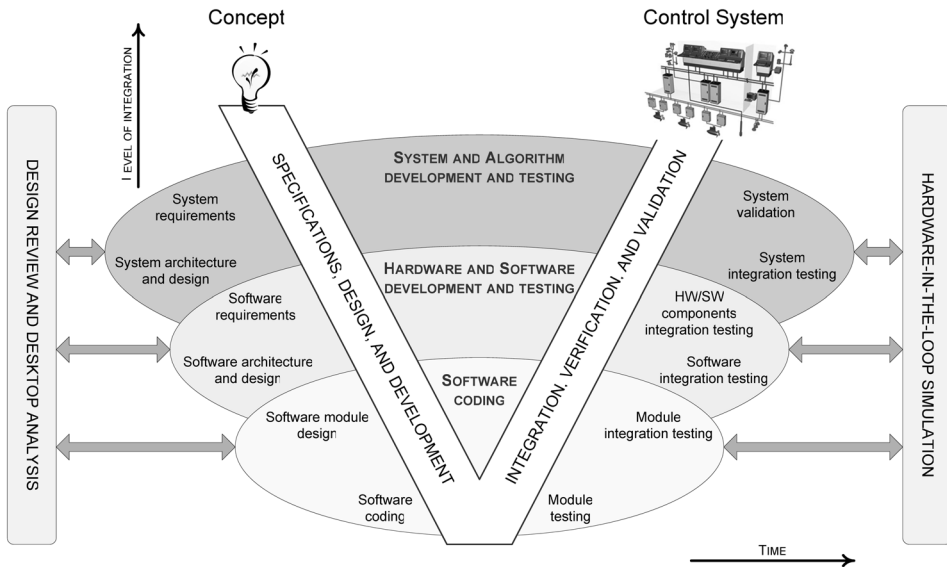 Concept
Control System
LEVEL OF INTEGRATION
DESIGN REVIEW AND DESKTOP ANALYSIS
SPECIFICATIONS, DESIGN, AND DEVELOPMENT
SYSTEM AND ALGORITHM
DEVELOPMENT AND TESTING
INTEGRATION, VERIFICATION, AND VALIDATION
HARDWARE-IN-THE-LOOP SIMULATION
System
requirements
System
validation
System architecture
and design
System
integration testing
HARDWARE AND SOFTWARE
DEVELOPMENT AND TESTING
Software
requirements
HW/SW
components
integration testing
Software architecture
and design
Software
integration testing
SOFTWARE
CODING
Software module
design
Module
integration testing
Software
coding
Module
testing
TIME